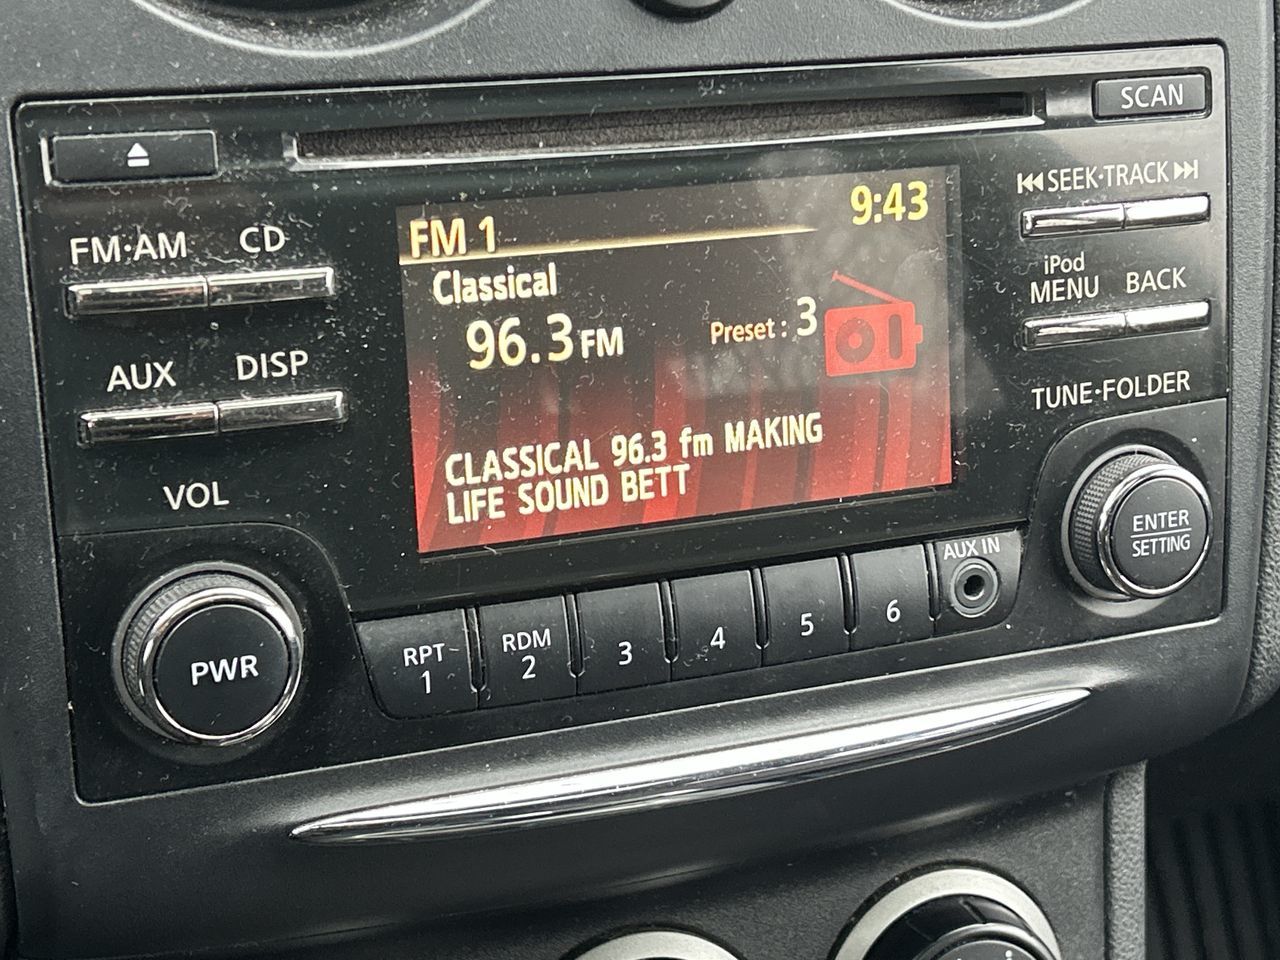 SCAN
SEEK·TRACK
FM·AM CD
FM 1 9:43
iPod
MENU BACK
Classical
96.3 FM Preset : 3
AUX DISP
TUNE·FOLDER
CLASSICAL 96.3 fm MAKING
LIFE SOUND BETT
VOL
ENTER
SETTING
AUX IN
PWR
RPT
1
RDM
2
3
4
5
6